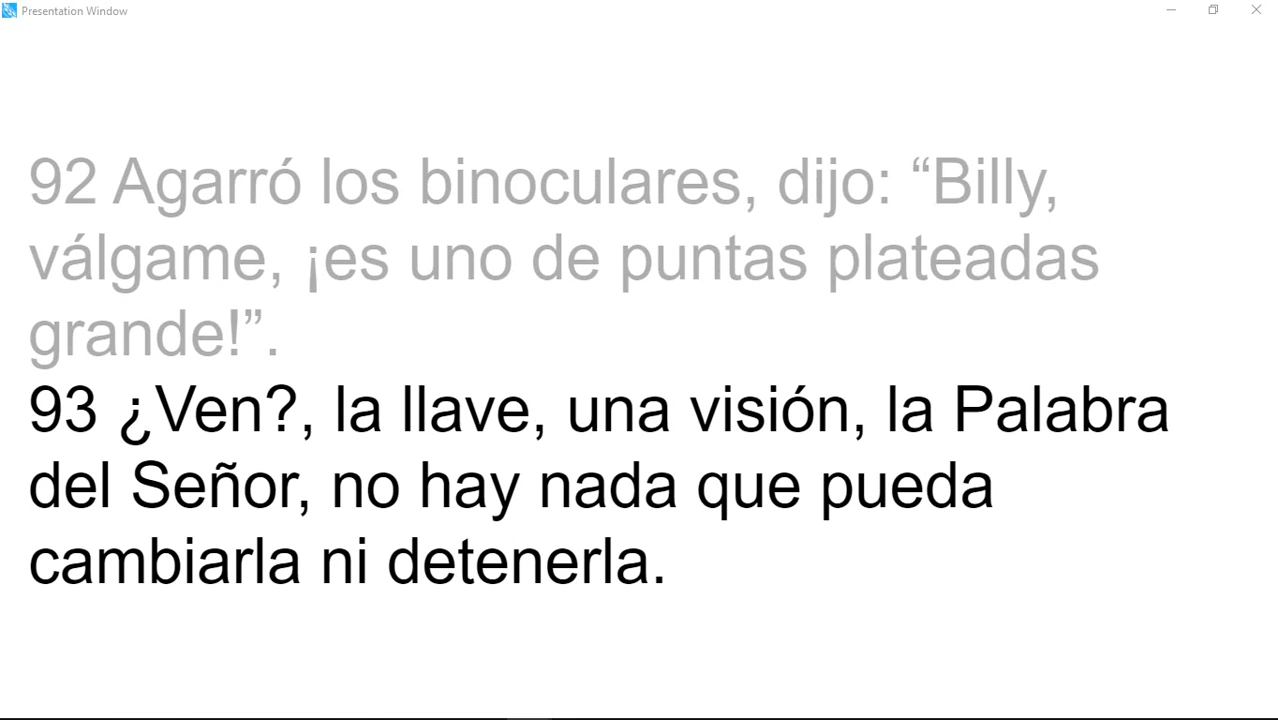 Presentation Window
92 Agarró los binoculares, dijo: “Billy,
válgame, ¡es uno de puntas plateadas
grande!”.
93 ¿Ven?, la llave, una visión, la Palabra
del Señor, no hay nada que pueda
cambiarla ni detenerla.